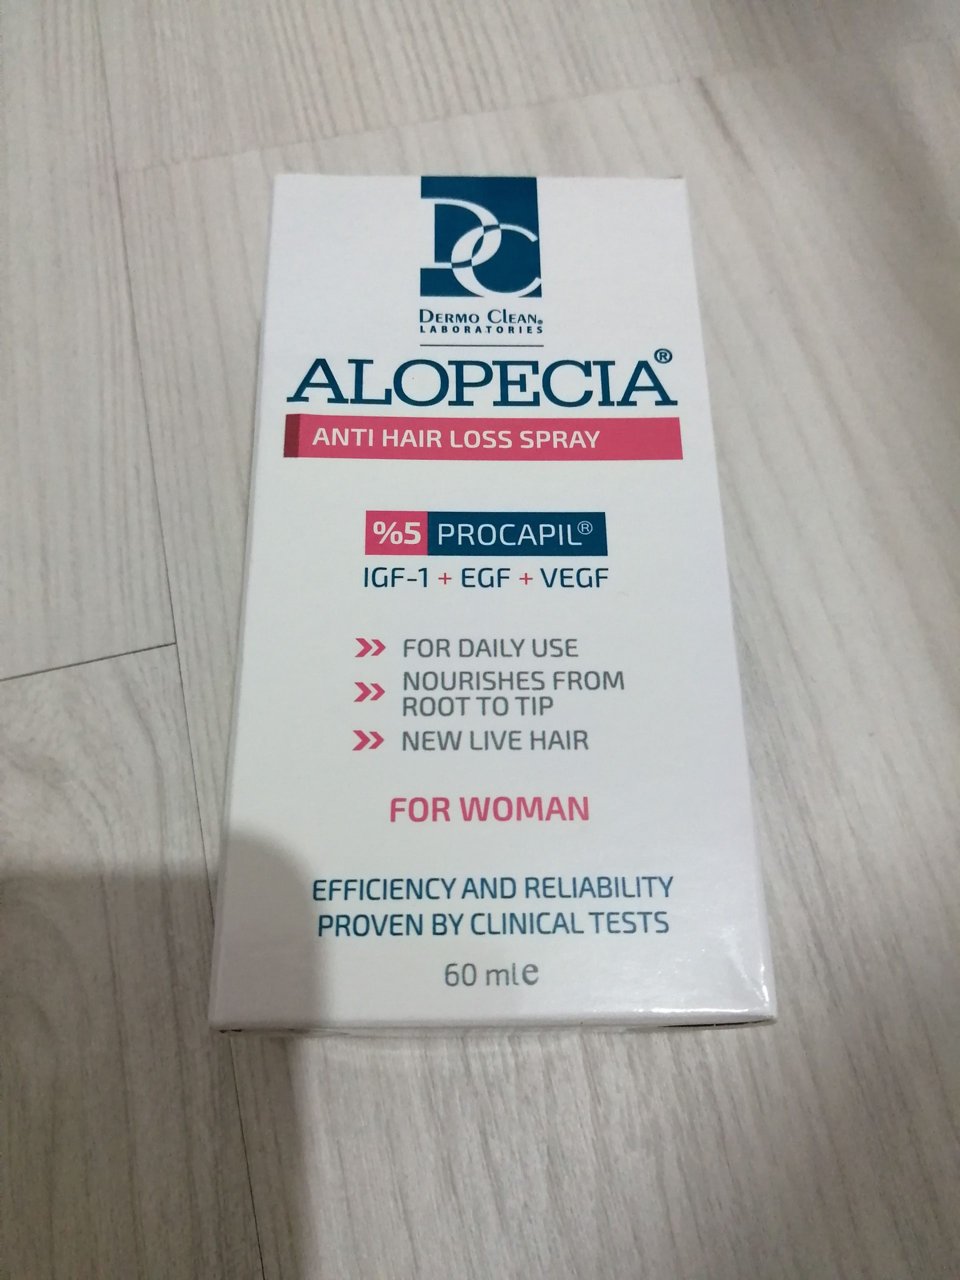 DC
DERMO CLEAN®
LABORATORIES
ALOPECIA®
ANTI HAIR LOSS SPRAY
%5 PROCAPIL®
IGF-1 + EGF + VEGF
FOR DAILY USE
NOURISHES FROM
ROOT TO TIP
NEW LIVE HAIR
FOR WOMAN
EFFICIENCY AND RELIABILITY
PROVEN BY CLINICAL TESTS
60 ml e